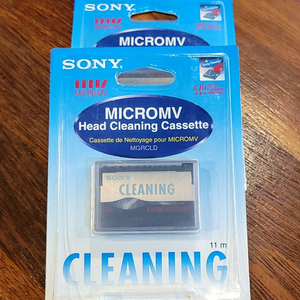 SONY
MICROMV
SONY
MICROMV
Head Cleaning Cassette
Cassette de Nettoyage pour MICROMV
MGRCLD
SONY
CLEANING
11 m
CLEANING